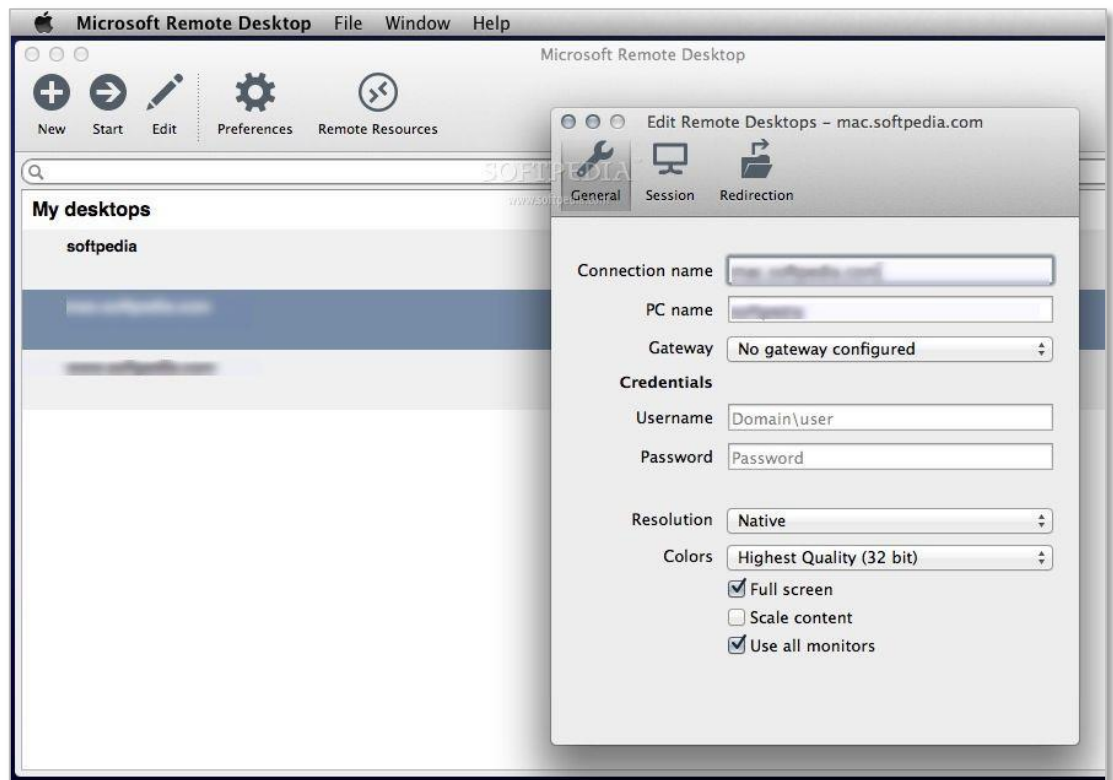 Microsoft Remote Desktop File Window Help
Microsoft Remote Desktop
New Start Edit Preferences Remote Resources
SOFTPEDIA
My desktops
softpedia
Edit Remote Desktops – mac.softpedia.com
General Session Redirection
Connection name
PC name
Gateway No gateway configured
Credentials
Username Domain\user
Password Password
Resolution Native
Colors Highest Quality (32 bit)
Full screen
Scale content
Use all monitors